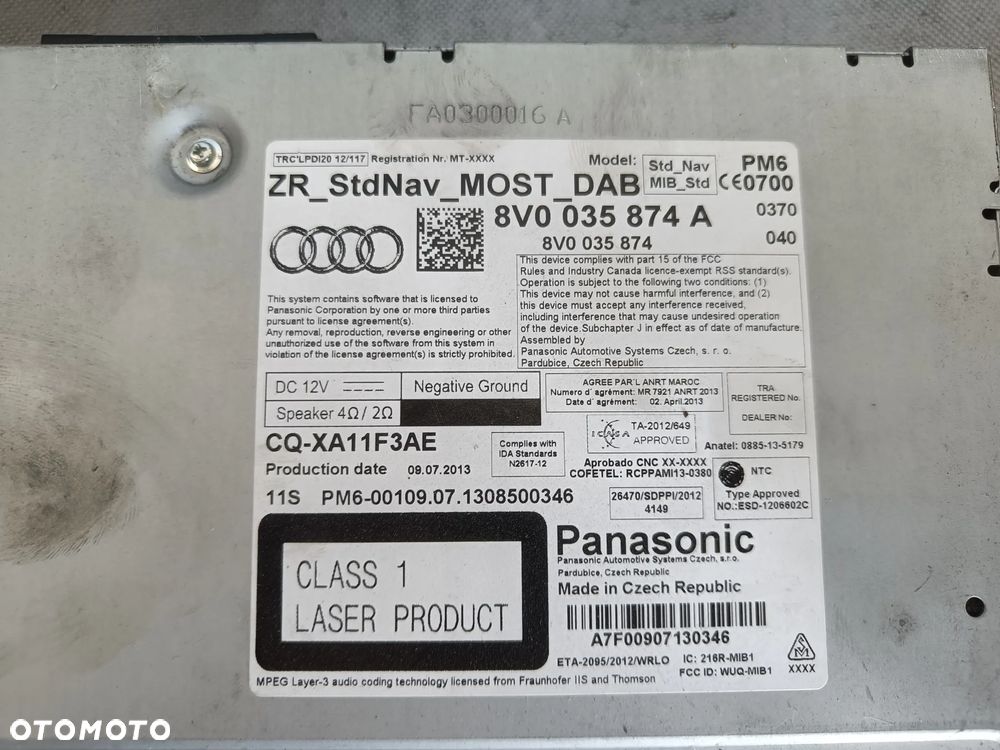 FA0300016 A
TRC'LPDI20 12/117 Registration Nr. MT-XXXX
Model: Std_Nav MIB_Std
PM6
CE0700
ZR_StdNav_MOST_DAB
8V0 035 874 A
0370
8V0 035 874
040
This device complies with part 15 of the FCC
Rules and Industry Canada licence-exempt RSS standard(s).
Operation is subject to the following two conditions: (1)
This device may not cause harmful interference, and (2)
this device must accept any interference received,
including interference that may cause undesired operation
of the device.Subchapter J in effect as of date of manufacture.
Assembled by
Panasonic Automotive Systems Czech, s. r. o.
Pardubice, Czech Republic
This system contains software that is licensed to
Panasonic Corporation by one or more third parties
pursuant to license agreement(s).
Any removal, reproduction, reverse engineering or other
unauthorized use of the software from this system in
violation of the license agreement(s) is strictly prohibited.
DC 12V
Negative Ground
Speaker 4Ω / 2Ω
AGREE PAR'L ANRT MAROC
Numero d´agrément: MR 7921 ANRT 2013
Date d´agrément: 02. April.2013
TRA
REGISTERED No.
DEALER No:
ICASA
TA-2012/649
APPROVED
Anatel: 0885-13-5179
CQ-XA11F3AE
Complies with
IDA Standards
N2617-12
Production date 09.07.2013
Aprobado CNC XX-XXXX
COFETEL: RCPPAMI13-0380
NTC
Type Approved
NO.:ESD-1206602C
11S PM6-00109.07.1308500346
26470/SDPPI/2012
4149
CLASS 1
LASER PRODUCT
Panasonic
Panasonic Automotive Systems Czech, s.r.o.
Pardubice, Czech Republic
Made in Czech Republic
A7F00907130346
ETA-2095/2012/WRLO
IC: 216R-MIB1
FCC ID: WUQ-MIB1
XXXX
MPEG Layer-3 audio coding technology licensed from Fraunhofer IIS and Thomson
OTOMOTO